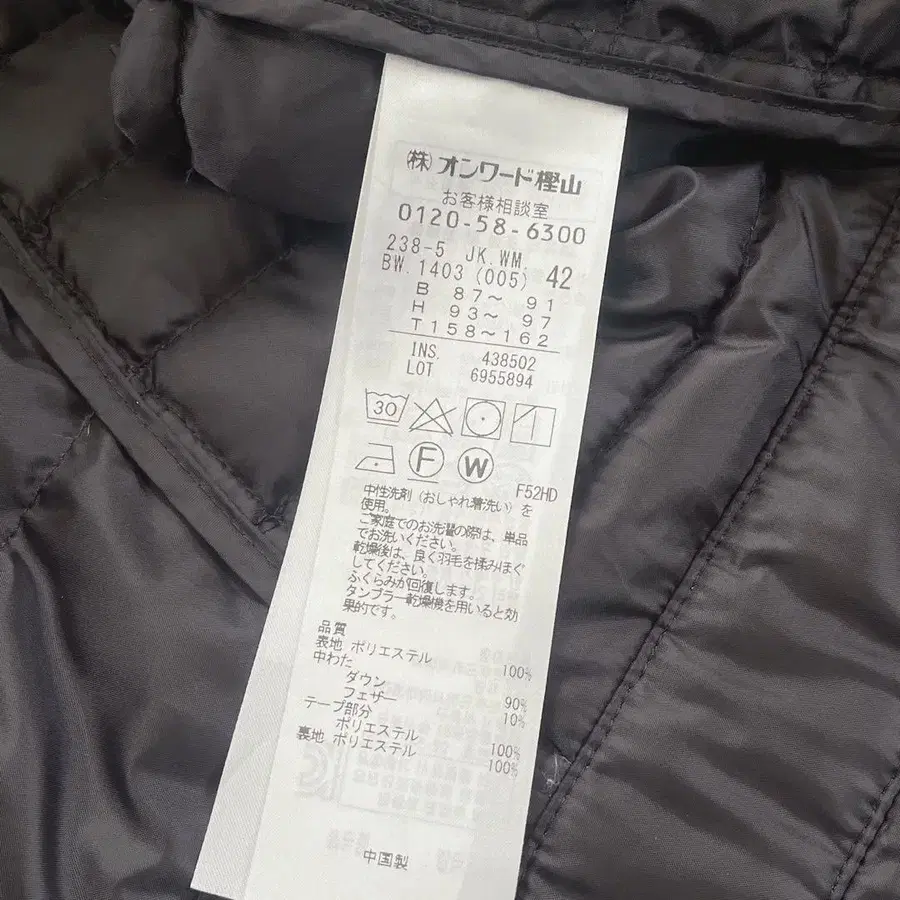 ㈱ オンワード樫山
お客様相談室
0120-58-6300
238-5 JK.WM
BW.1403 (005) 42
B 87～ 91
H 93～ 97
T158～162
INS. 438502
LOT 6955894
30
F W F52HD
中性洗剤（おしゃれ着洗い）を
使用。
ご家庭でのお洗濯の際は、単品
でお洗いください。
乾燥後は、良く羽毛を揉みほぐ
してください。
ふくらみが回復します。
タンブラー乾燥機を用いると効
果的です。
品質
表地 ポリエステル 100%
中わた
ダウン 90%
フェザー 10%
テープ部分
ポリエステル 100%
裏地 ポリエステル 100%
中国製